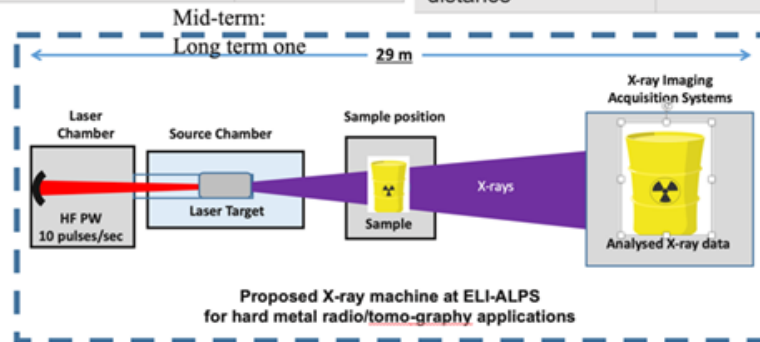 distance
Mid-term:
Long term one
29 m
X-ray Imaging
Acquisition Systems
Laser
Chamber
Source Chamber
Sample position
HF PW
10 pulses/sec
Laser Target
Sample
X-rays
Analysed X-ray data
Proposed X-ray machine at ELI-ALPS
for hard metal radio/tomo-graphy applications